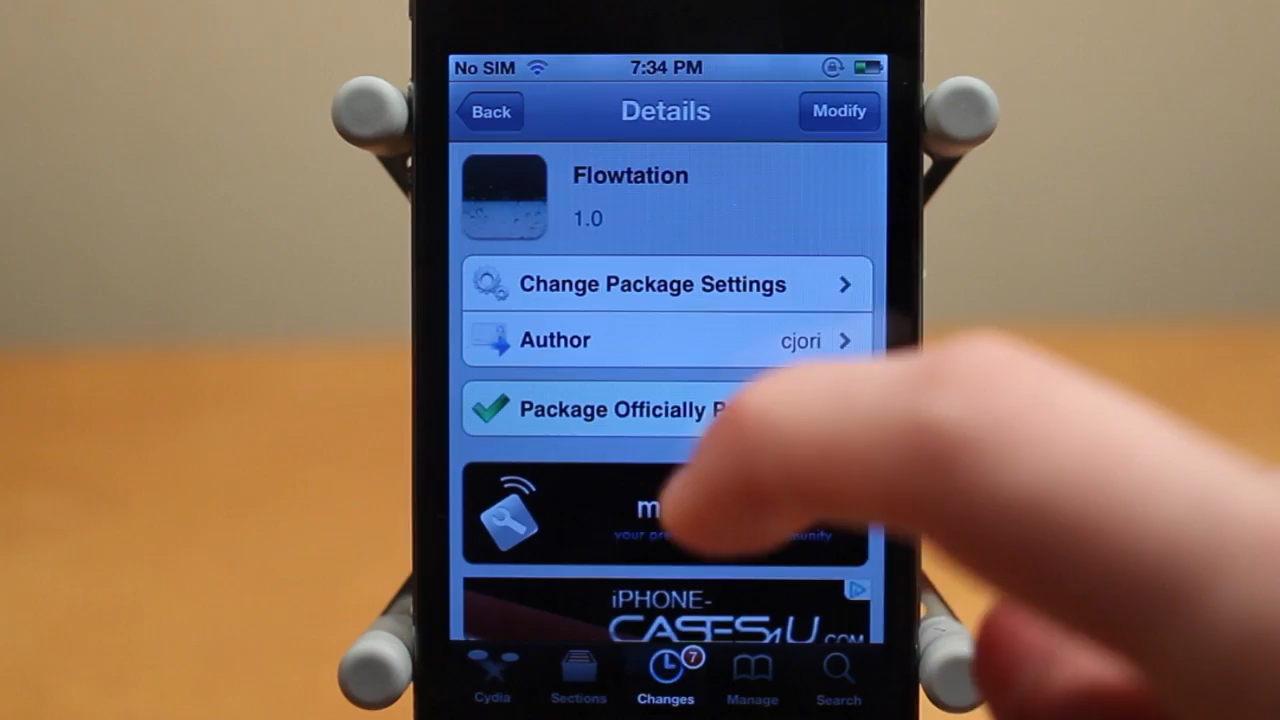 No SIM 7:34 PM
Back Details Modify
Flowtation
1.0
Change Package Settings
Author cjori
Package Officially
your
iPHONE-
CASES4U.COM
7
Cydia Sections Changes Manage Search